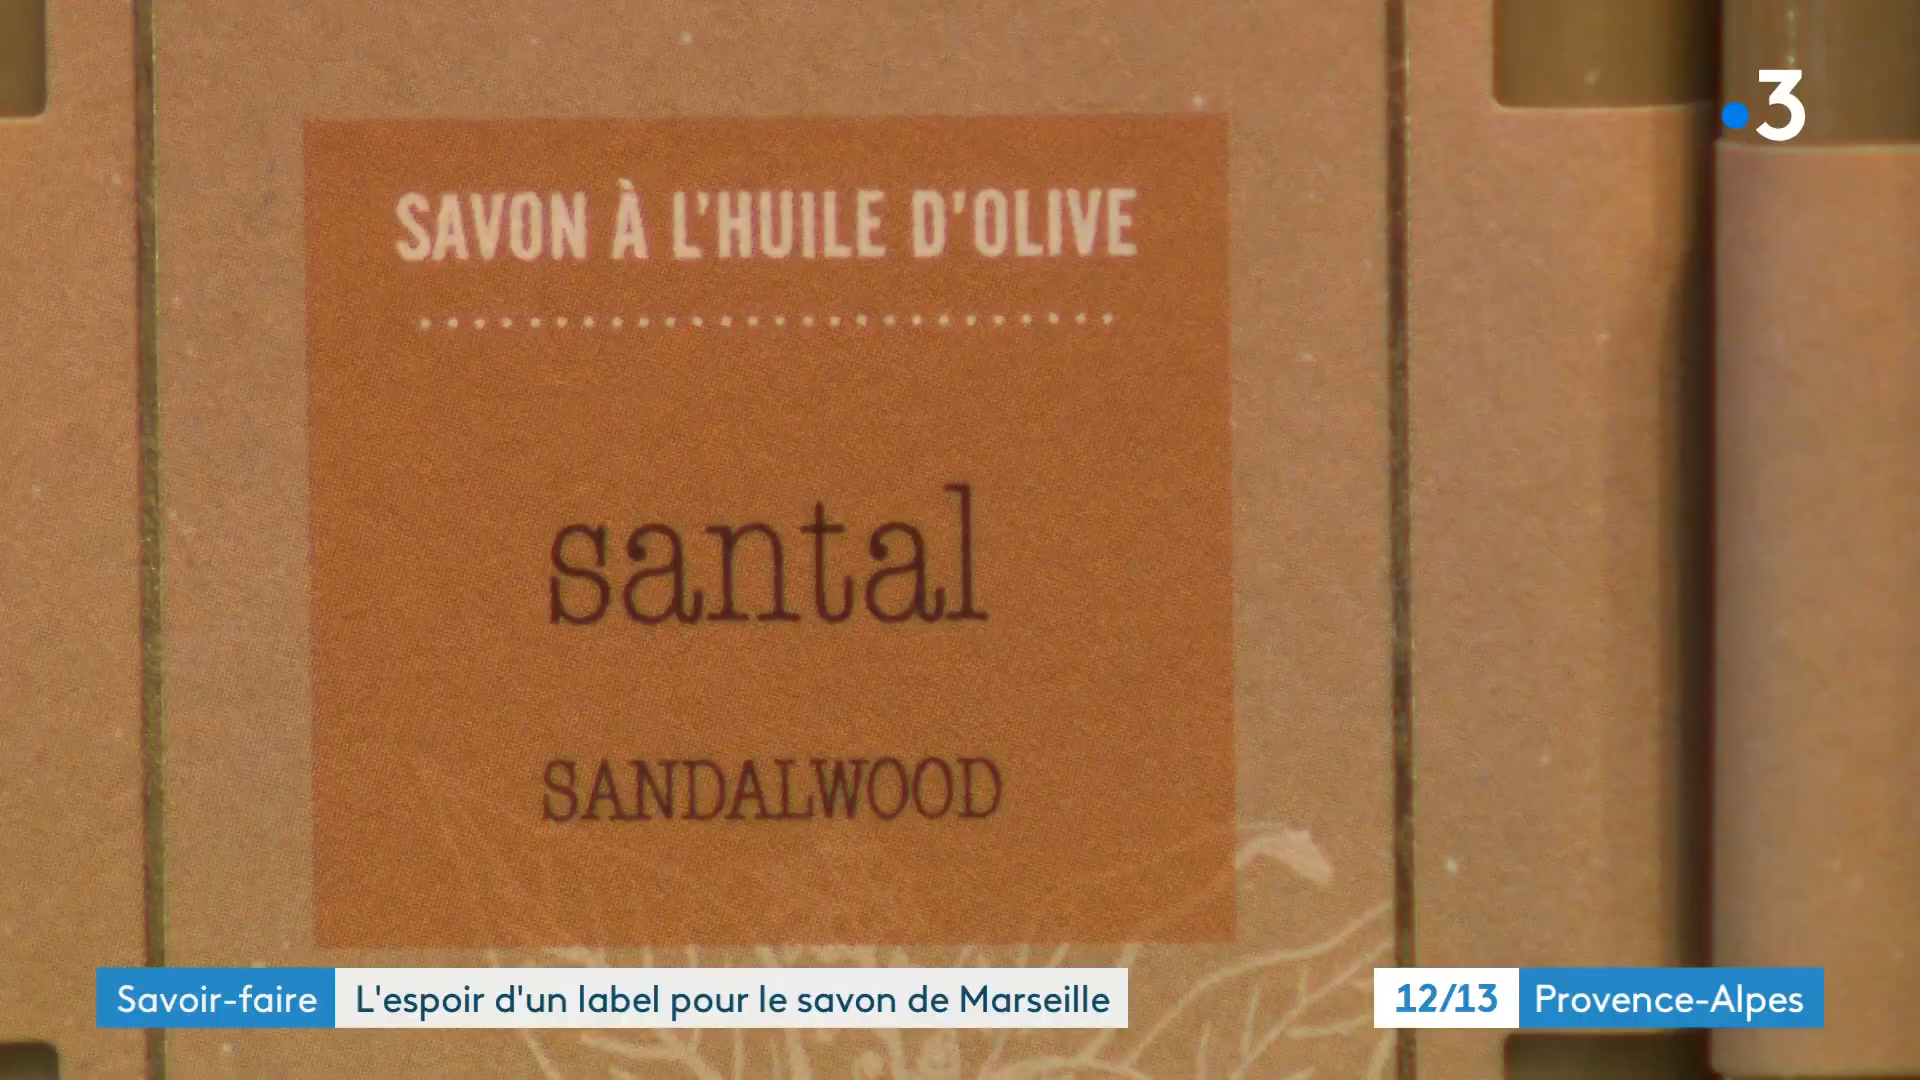 3
SAVON À L'HUILE D'OLIVE
santal
SANDALWOOD
Savoir-faire L'espoir d'un label pour le savon de Marseille 12/13 Provence-Alpes